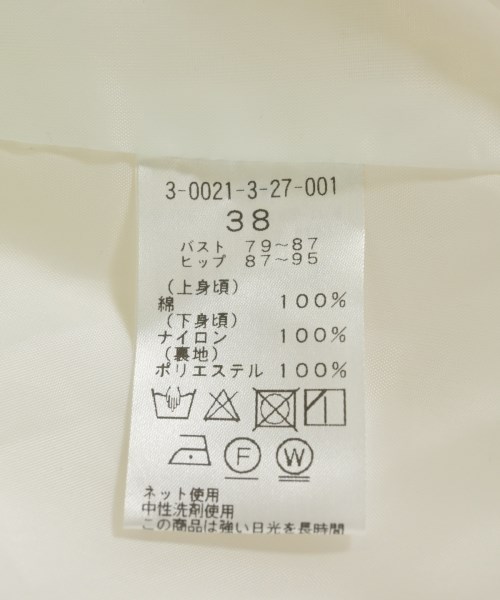 3-0021-3-27-001
38
バスト 79~87
ヒップ 87~95
(上身頃)
綿 100%
(下身頃)
ナイロン 100%
(裏地)
ポリエステル 100%
F W
ネット使用
中性洗剤使用
この商品は強い日光を長時間